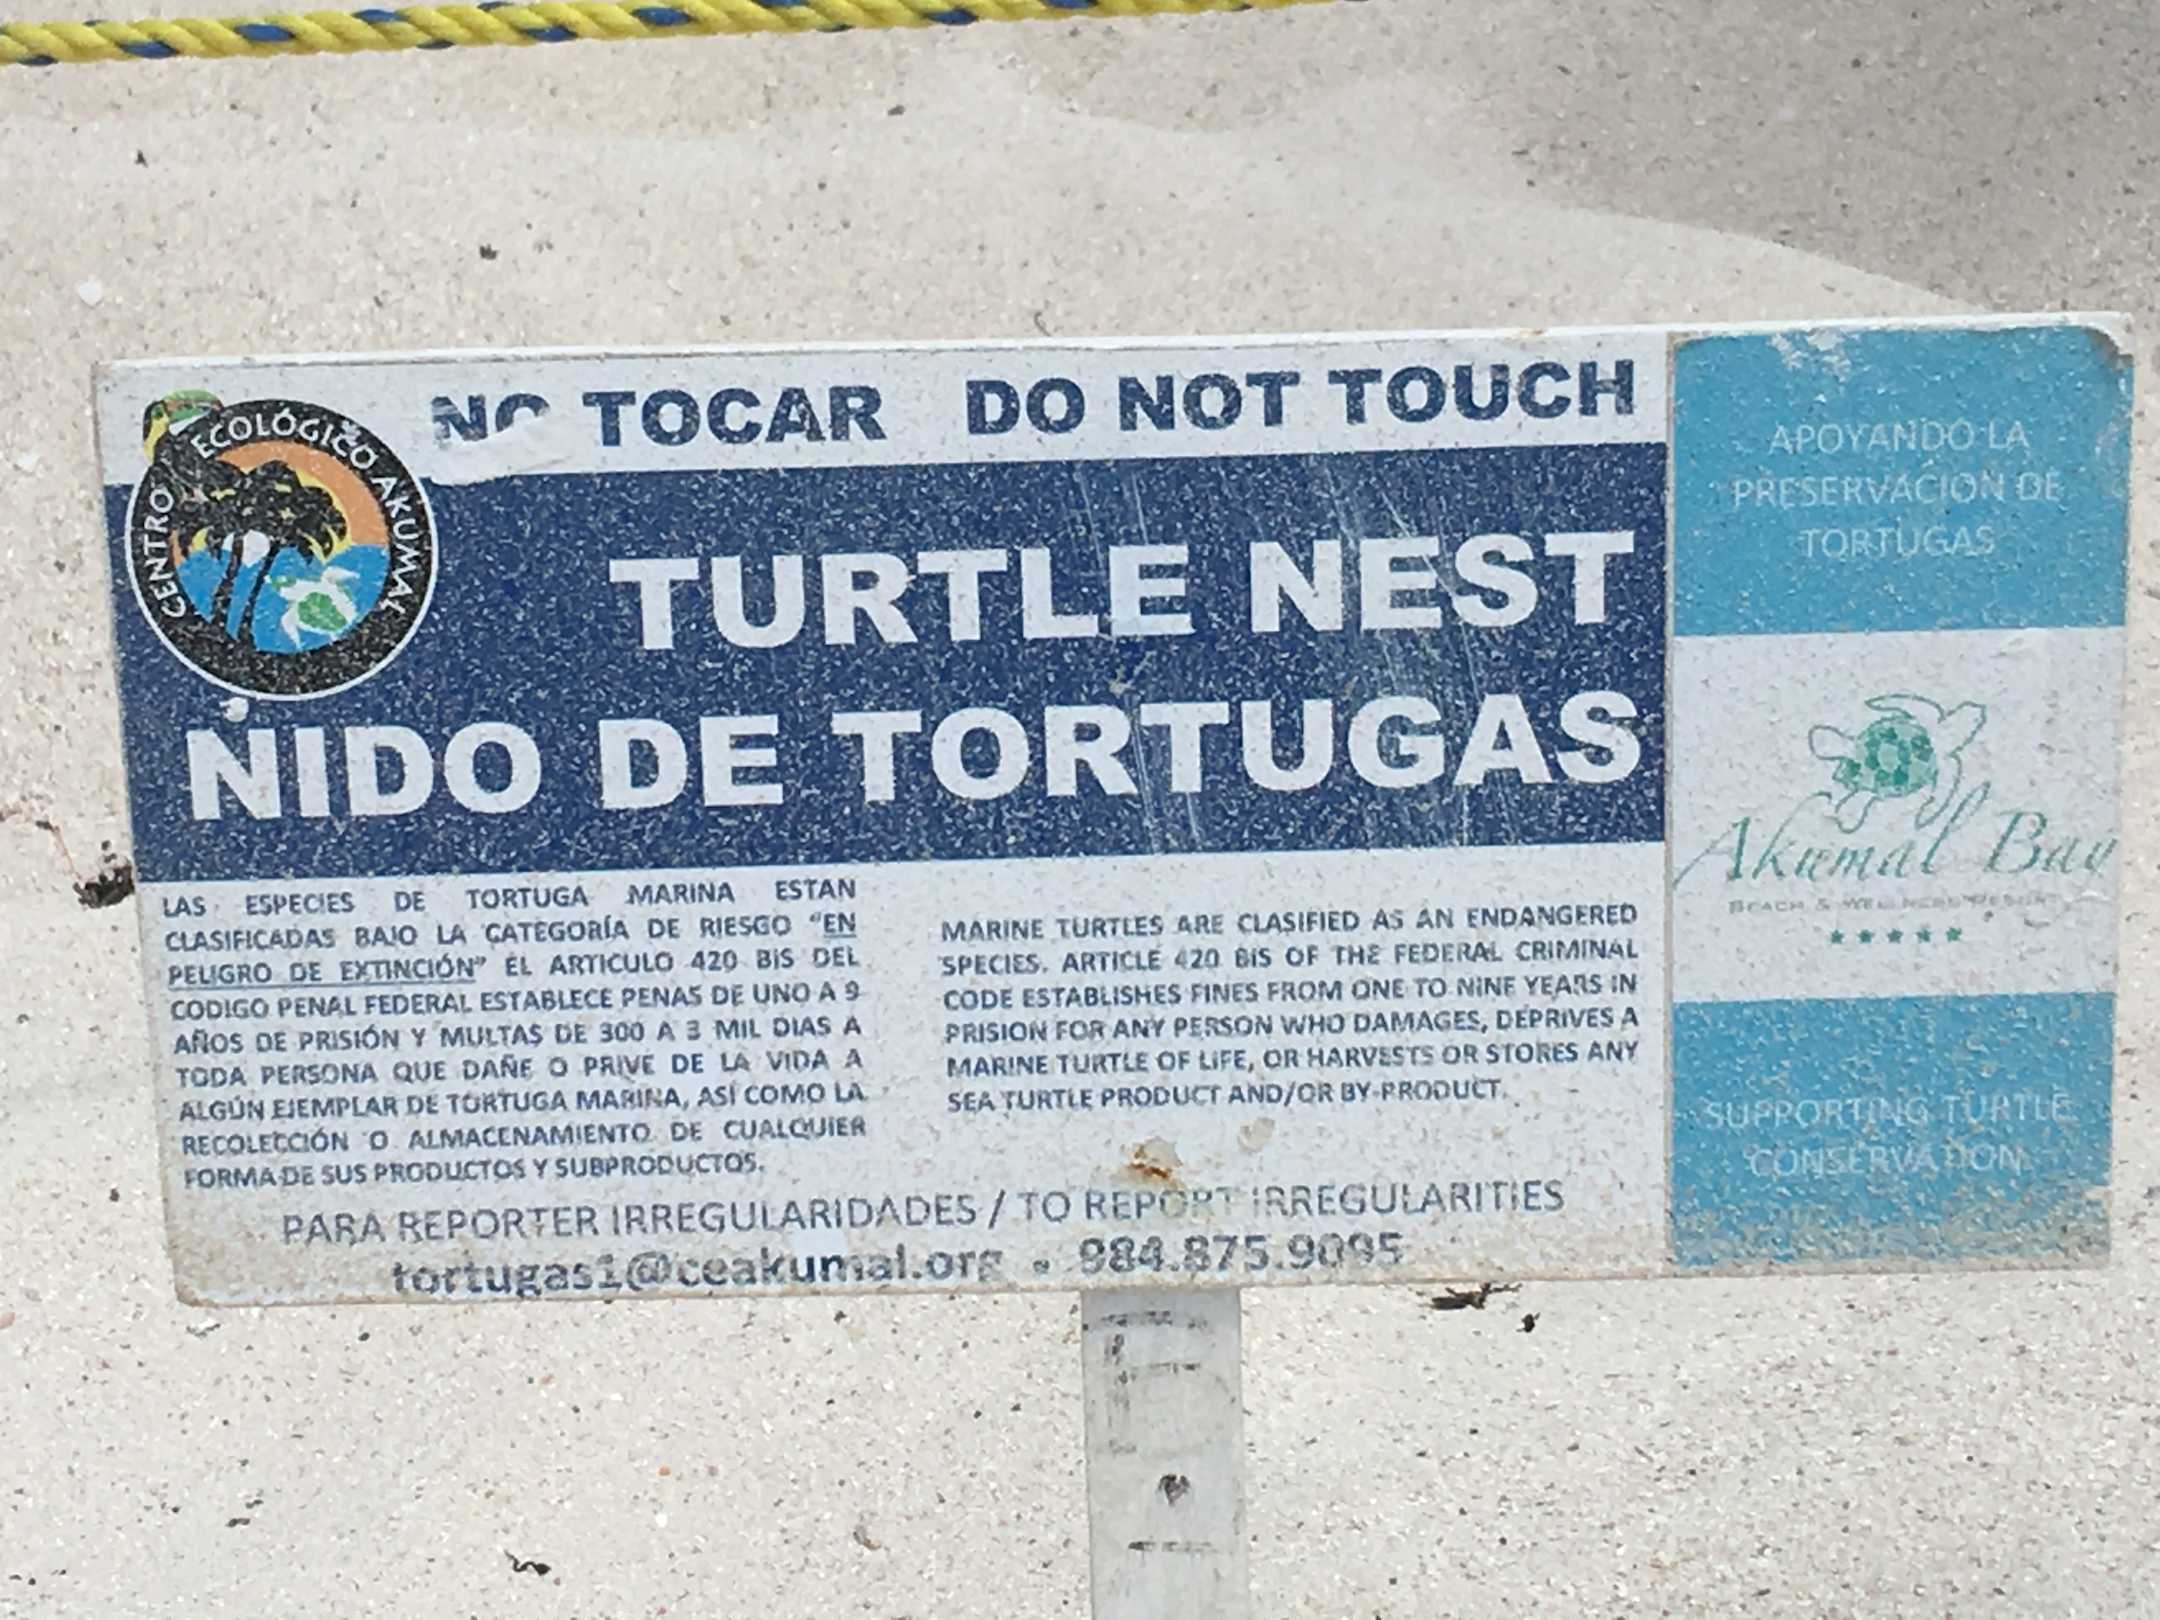 NO TOCAR DO NOT TOUCH
CENTRO ECOLÓGICO AKUMAL
TURTLE NEST
NIDO DE TORTUGAS
LAS ESPECIES DE TORTUGA MARINA ESTAN
CLASIFICADAS BAJO LA CATEGORÍA DE RIESGO "EN
PELIGRO DE EXTINCIÓN" EL ARTICULO 420 BIS DEL
CODIGO PENAL FEDERAL ESTABLECE PENAS DE UNO A 9
AÑOS DE PRISIÓN Y MULTAS DE 300 A 3 MIL DIAS A
TODA PERSONA QUE DAÑE O PRIVE DE LA VIDA A
ALGÚN EJEMPLAR DE TORTUGA MARINA, ASÍ COMO LA
RECOLECCIÓN O ALMACENAMIENTO DE CUALQUIER
FORMA DE SUS PRODUCTOS Y SUBPRODUCTOS.
MARINE TURTLES ARE CLASIFIED AS AN ENDANGERED
SPECIES. ARTICLE 420 BIS OF THE FEDERAL CRIMINAL
CODE ESTABLISHES FINES FROM ONE TO NINE YEARS IN
PRISION FOR ANY PERSON WHO DAMAGES, DEPRIVES A
MARINE TURTLE OF LIFE, OR HARVESTS OR STORES ANY
SEA TURTLE PRODUCT AND/OR BY-PRODUCT.
PARA REPORTER IRREGULARIDADES / TO REPORT IRREGULARITIES
tortugas1@ceakumal.org • 984.875.9095
APOYANDO LA
PRESERVACION DE
TORTUGAS
Akumal Bay
BEACH & WELLNESS RESORT
SUPPORTING TURTLE
CONSERVATION